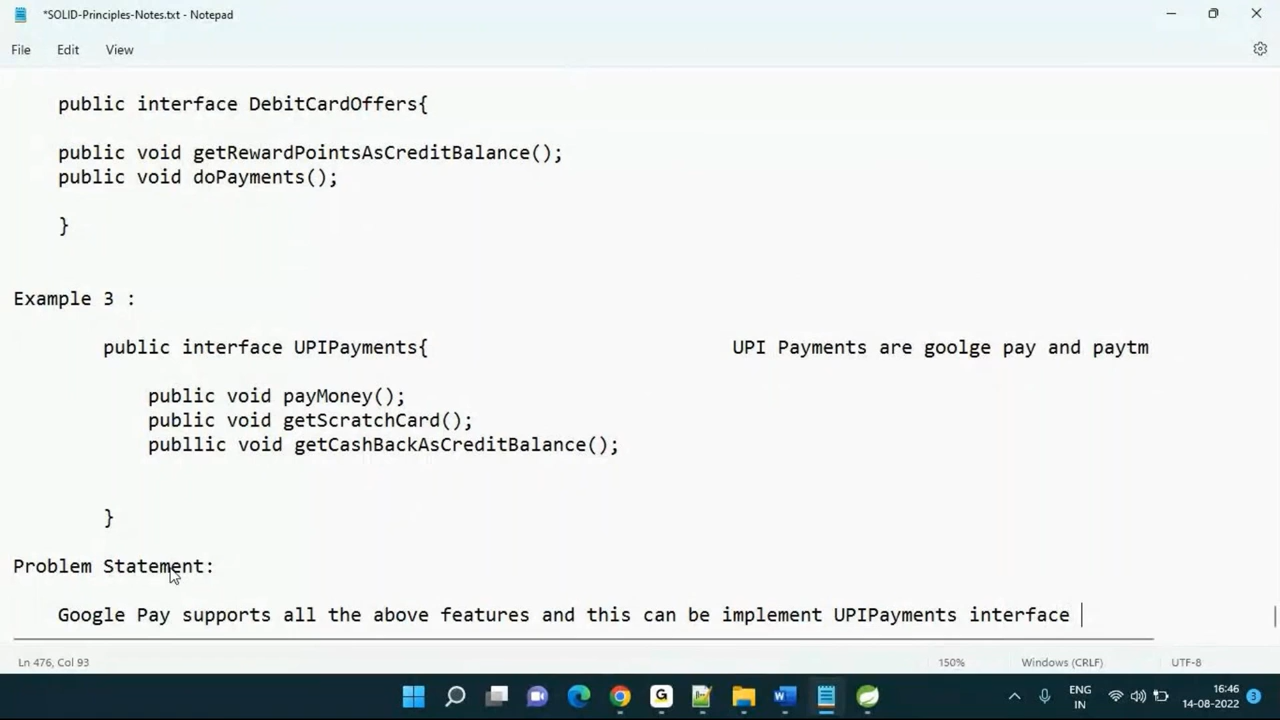 *SOLID-Principles-Notes.txt - Notepad
File Edit View
public interface DebitCardOffers{
public void getRewardPointsAsCreditBalance();
public void doPayments();
}
Example 3 :
public interface UPIPayments{ UPI Payments are goolge pay and paytm
public void payMoney();
public void getScratchCard();
publlic void getCashBackAsCreditBalance();
}
Problem Statement:
Google Pay supports all the above features and this can be implement UPIPayments interface
Ln 476, Col 93 150% Windows (CRLF) UTF-8
ENG 16:46
IN 14-08-2022 3